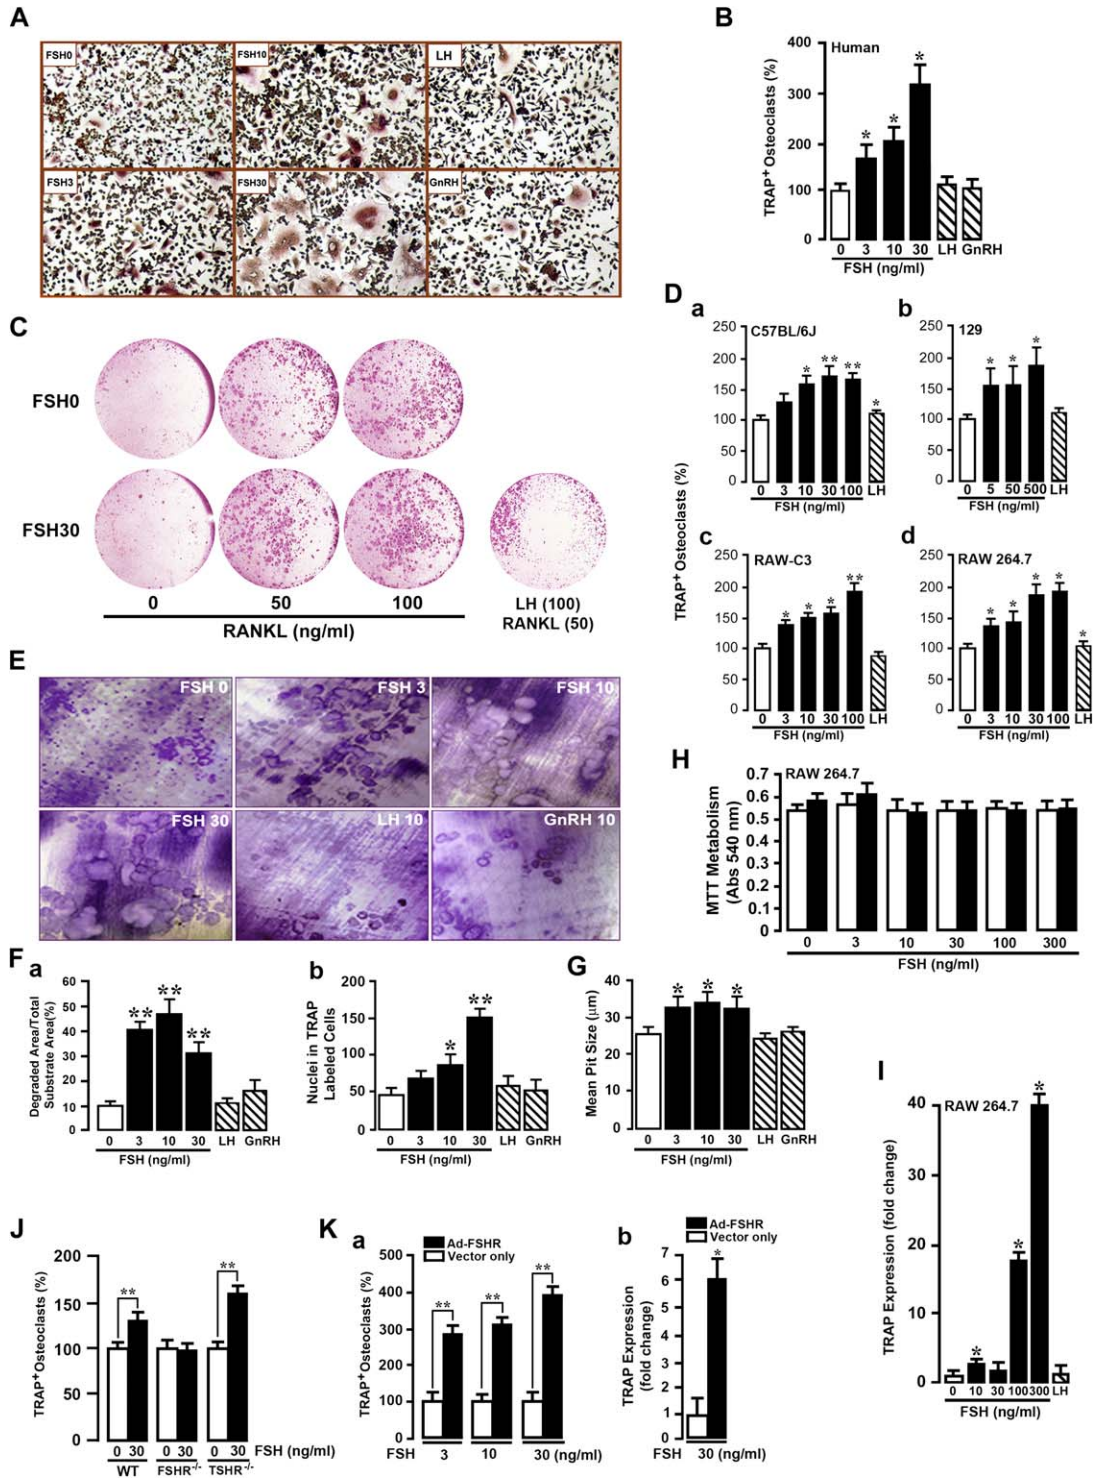 A
FSH0
FSH10
LH
FSH3
FSH30
GnRH
B
Human
TRAP+ Osteoclasts (%)
400
300
200
100
0
0 3 10 30 LH GnRH
FSH (ng/ml)
C
FSH0
FSH30
0 50 100
RANKL (ng/ml)
LH (100)
RANKL (50)
D
TRAP+ Osteoclasts (%)
a
C57BL/6J
250
200
150
100
50
0
* ** ** *
0 3 10 30 100 LH
FSH (ng/ml)
b
129
250
200
150
100
50
0
* * *
0 5 50 500 LH
FSH (ng/ml)
c
RAW-C3
250
200
150
100
50
0
* * * **
0 3 10 30 100 LH
FSH (ng/ml)
d
RAW 264.7
250
200
150
100
50
0
* * * * *
0 3 10 30 100 LH
FSH (ng/ml)
E
FSH 0
FSH 3
FSH 10
FSH 30
LH 10
GnRH 10
H
RAW 264.7
MTT Metabolism
(Abs 540 nm)
0.7
0.6
0.5
0.4
0.3
0.2
0.1
0
0 3 10 30 100 300
FSH (ng/ml)
F
a
Degraded Area/Total
Substrate Area(%)
60
50
40
30
20
10
0
** ** **
0 3 10 30 LH GnRH
FSH (ng/ml)
b
Nuclei in TRAP
Labeled Cells
200
150
100
50
0
* **
0 3 10 30 LH GnRH
FSH (ng/ml)
G
Mean Pit Size (μm)
40
30
20
10
0
* * *
0 3 10 30 LH GnRH
FSH (ng/ml)
I
RAW 264.7
TRAP Expression (fold change)
40
30
20
10
0
* * *
0 10 30 100 300 LH
FSH (ng/ml)
J
TRAP+Osteoclasts (%)
200
150
100
50
0
** **
0 30 0 30 0 30 FSH (ng/ml)
WT FSHR-/- TSHR-/-
K
a
Ad-FSHR
Vector only
TRAP+Osteoclasts (%)
500
400
300
200
100
0
** ** **
FSH 3 10 30 (ng/ml)
b
Ad-FSHR
Vector only
TRAP Expression
(fold change)
7
6
5
4
3
2
1
0
*
FSH 30 (ng/ml)